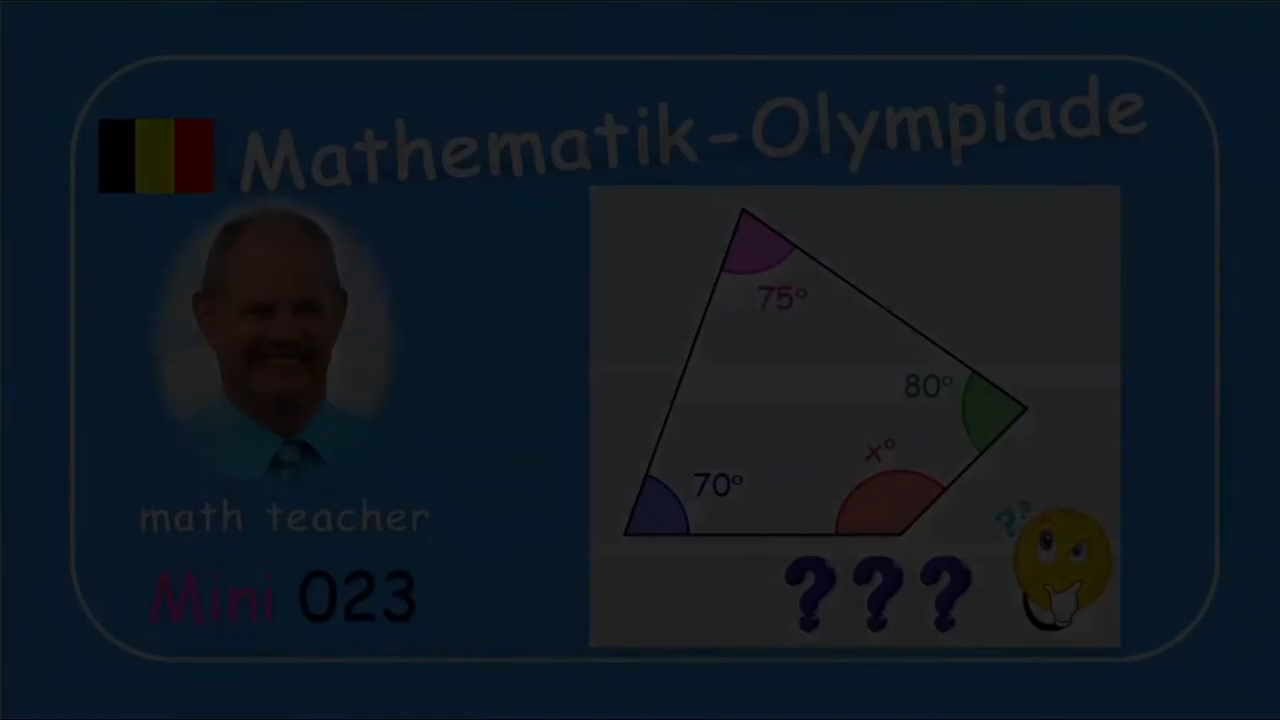 Mathematik-Olympiade
75°
80°
x°
70°
math teacher
??
Mini 023
???